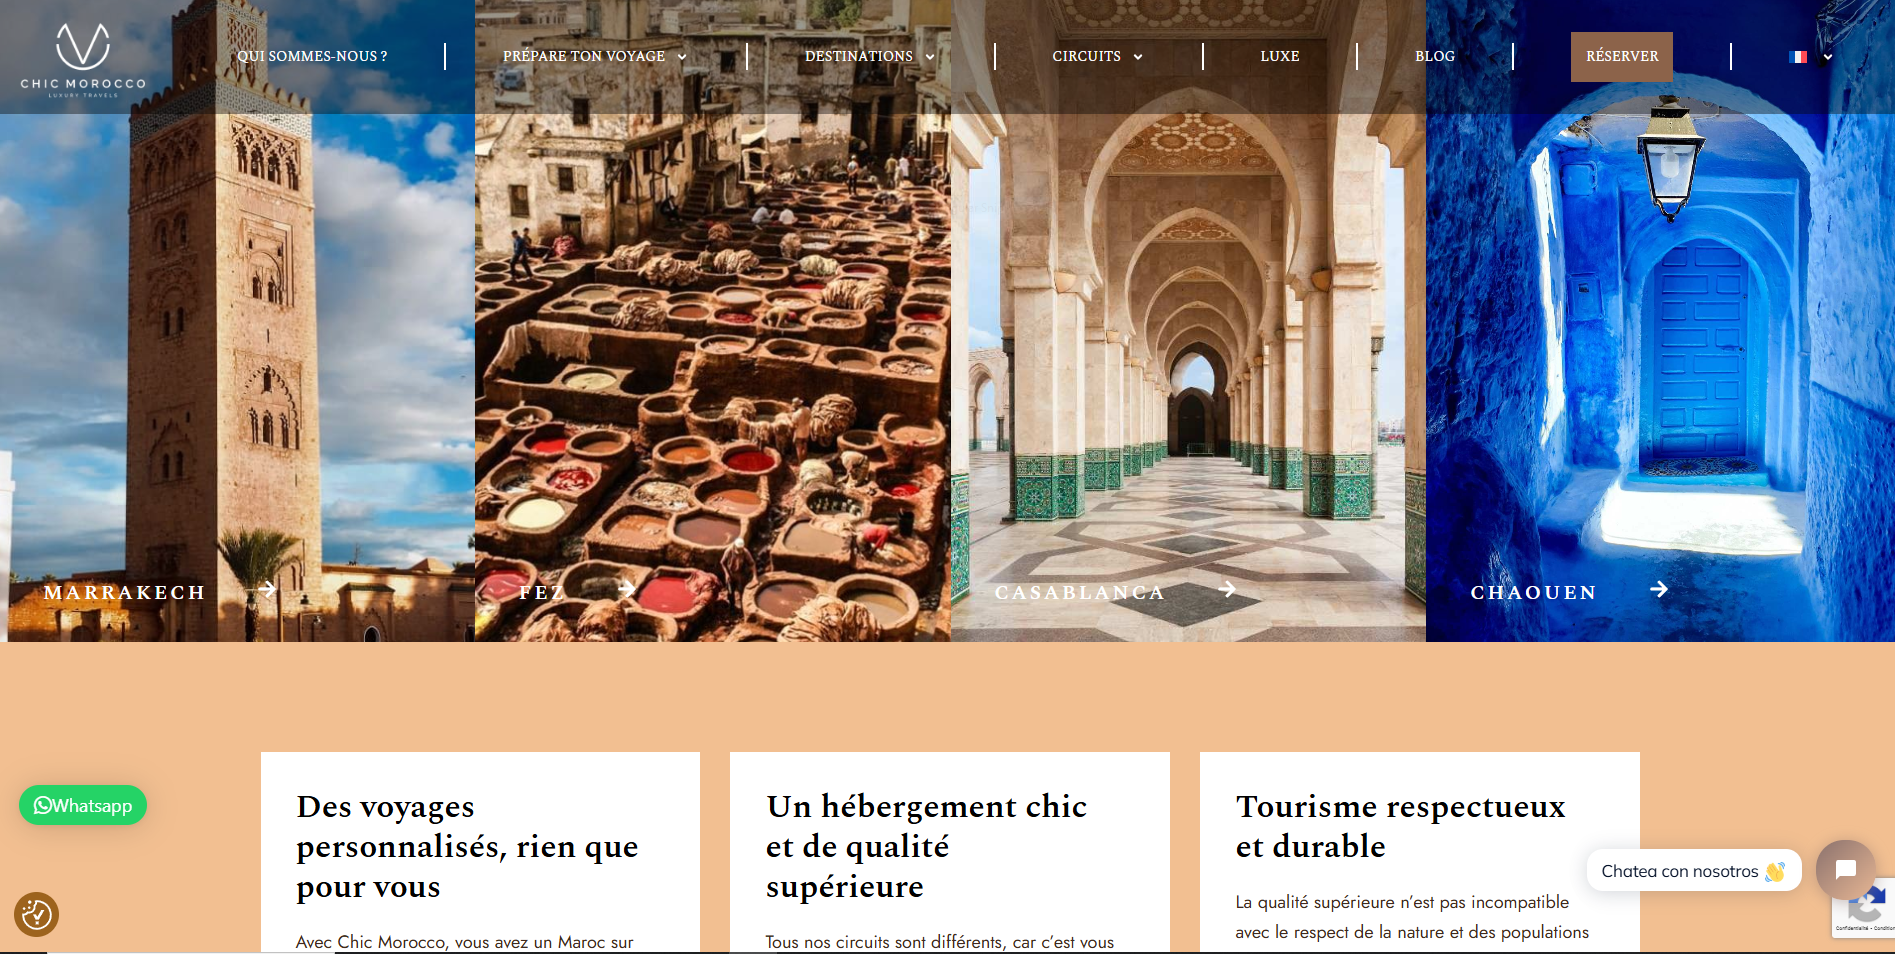 CHIC MOROCCO
LUXURY TRAVELS
QUI SOMMES-NOUS ?
PRÉPARE TON VOYAGE
DESTINATIONS
CIRCUITS
LUXE
BLOG
RÉSERVER
MARRAKECH
FEZ
CASABLANCA
CHAOUEN
Des voyages
personnalisés, rien que
pour vous
Avec Chic Morocco, vous avez un Maroc sur
Un hébergement chic
et de qualité
supérieure
Tous nos circuits sont différents, car c'est vous
Tourisme respectueux
et durable
La qualité supérieure n'est pas incompatible
avec le respect de la nature et des populations
Whatsapp
Chatea con nosotros 👋
Confidentialité - Condition